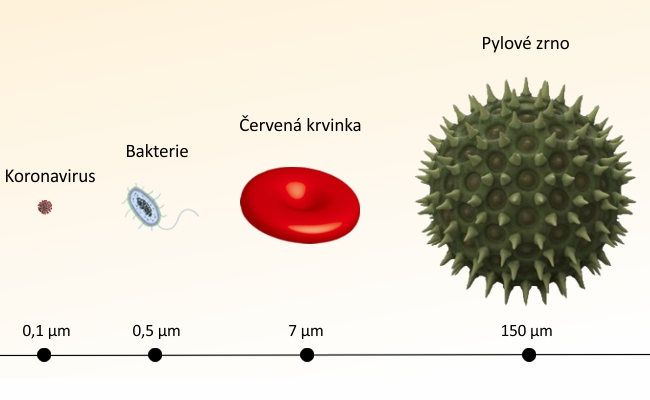 Pylové zrno
Červená krvinka
Bakterie
Koronavirus
0,1 µm
0,5 µm
7 µm
150 µm